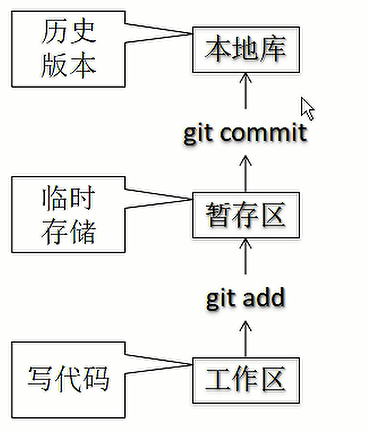 历史
版本
本地库
git commit
临时
存储
暂存区
git add
写代码
工作区